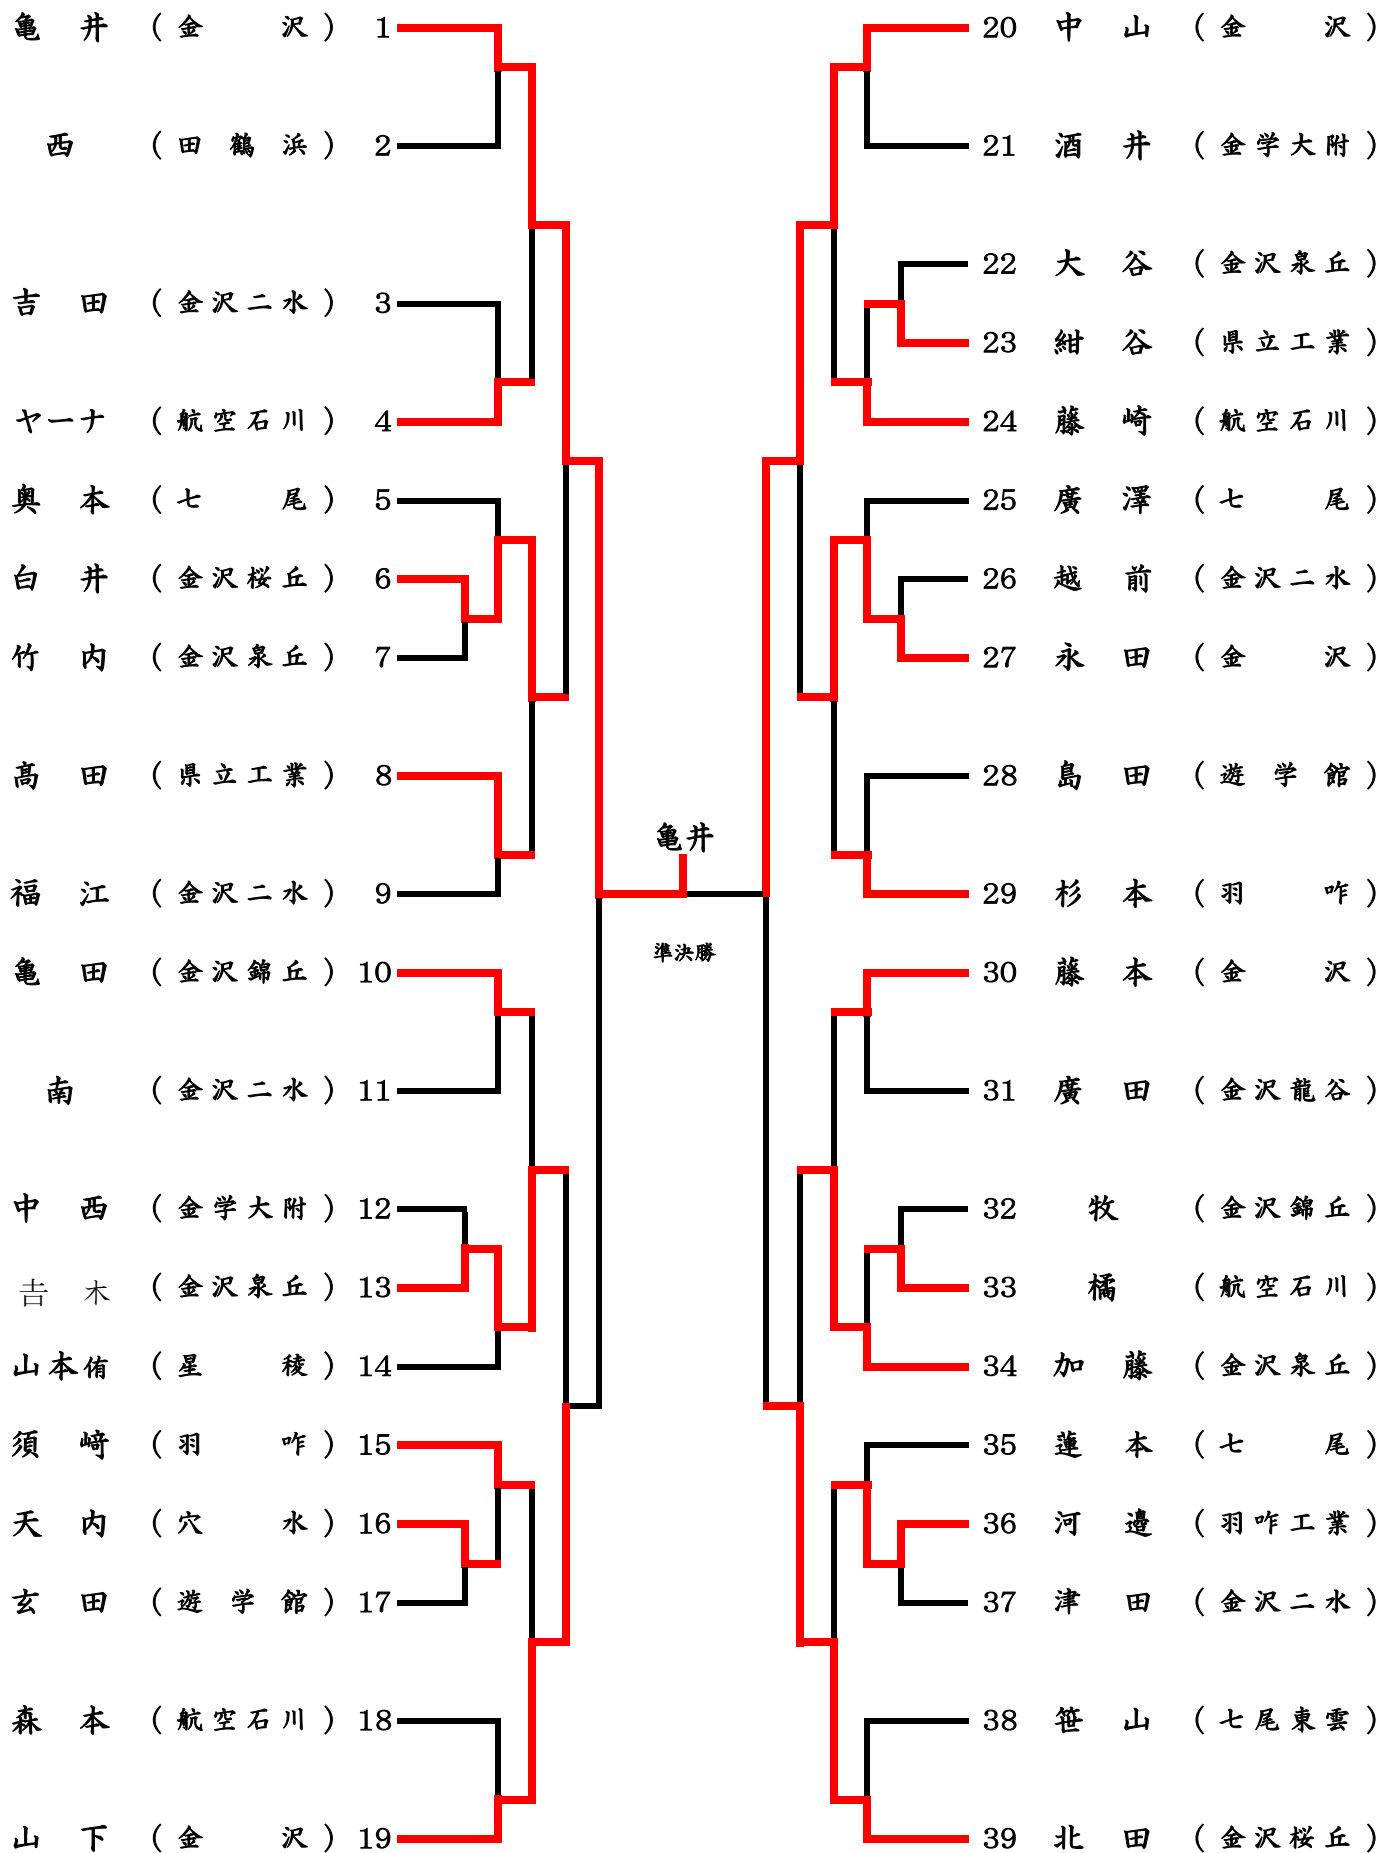 亀井（金沢）1
西（田鶴浜）2
吉田（金沢二水）3
ヤーナ（航空石川）4
奥本（七尾）5
白井（金沢桜丘）6
竹内（金沢泉丘）7
髙田（県立工業）8
福江（金沢二水）9
亀田（金沢錦丘）10
南（金沢二水）11
中西（金学大附）12
𠮷木（金沢泉丘）13
山本侑（星稜）14
須﨑（羽咋）15
天内（穴水）16
玄田（遊学館）17
森本（航空石川）18
山下（金沢）19
亀井
準決勝
20 中山（金沢）
21 酒井（金学大附）
22 大谷（金沢泉丘）
23 紺谷（県立工業）
24 藤崎（航空石川）
25 廣澤（七尾）
26 越前（金沢二水）
27 永田（金沢）
28 島田（遊学館）
29 杉本（羽咋）
30 藤本（金沢）
31 廣田（金沢龍谷）
32 牧（金沢錦丘）
33 橘（航空石川）
34 加藤（金沢泉丘）
35 蓮本（七尾）
36 河邉（羽咋工業）
37 津田（金沢二水）
38 笹山（七尾東雲）
39 北田（金沢桜丘）